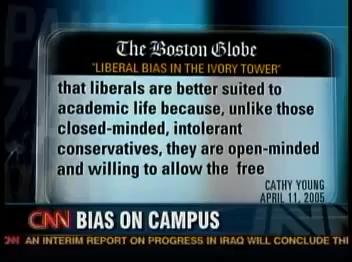 The Boston Globe
"LIBERAL BIAS IN THE IVORY TOWER"
that liberals are better suited to
academic life because, unlike those
closed-minded, intolerant
conservatives, they are open-minded
and willing to allow the free
CATHY YOUNG
APRIL 11, 2005
CNN BIAS ON CAMPUS
AN INTERIM REPORT ON PROGRESS IN IRAQ WILL CONCLUDE TH